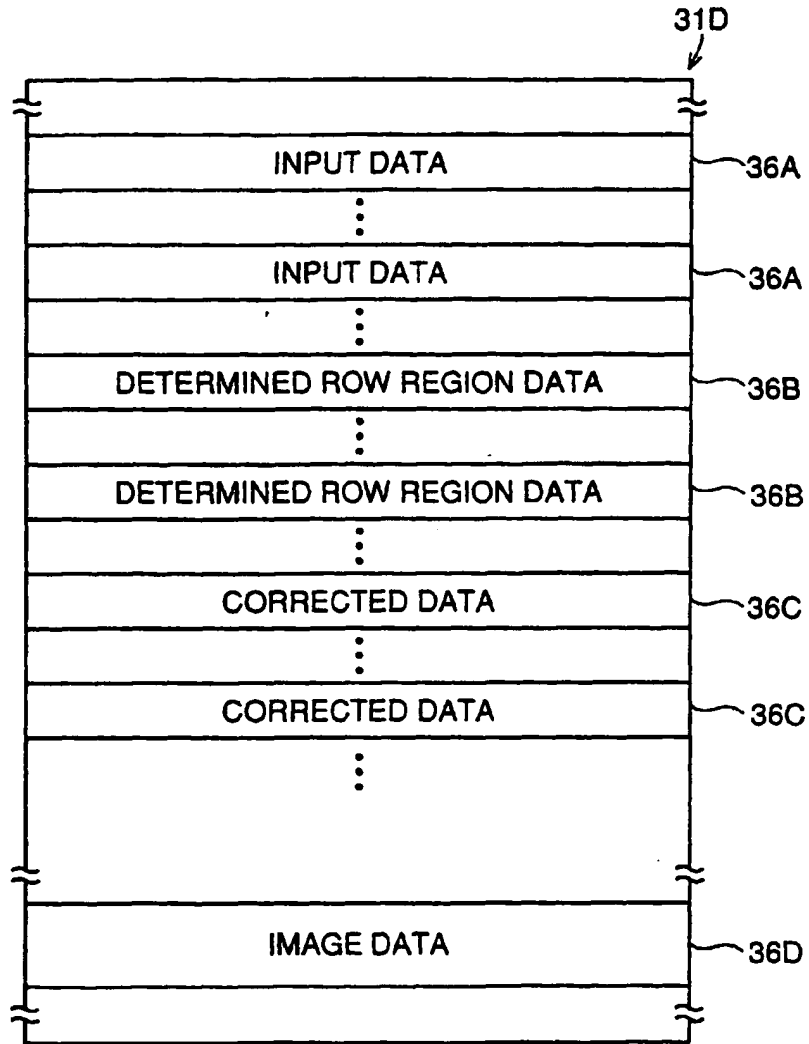 31D
INPUT DATA 36A
INPUT DATA 36A
DETERMINED ROW REGION DATA 36B
DETERMINED ROW REGION DATA 36B
CORRECTED DATA 36C
CORRECTED DATA 36C
IMAGE DATA 36D